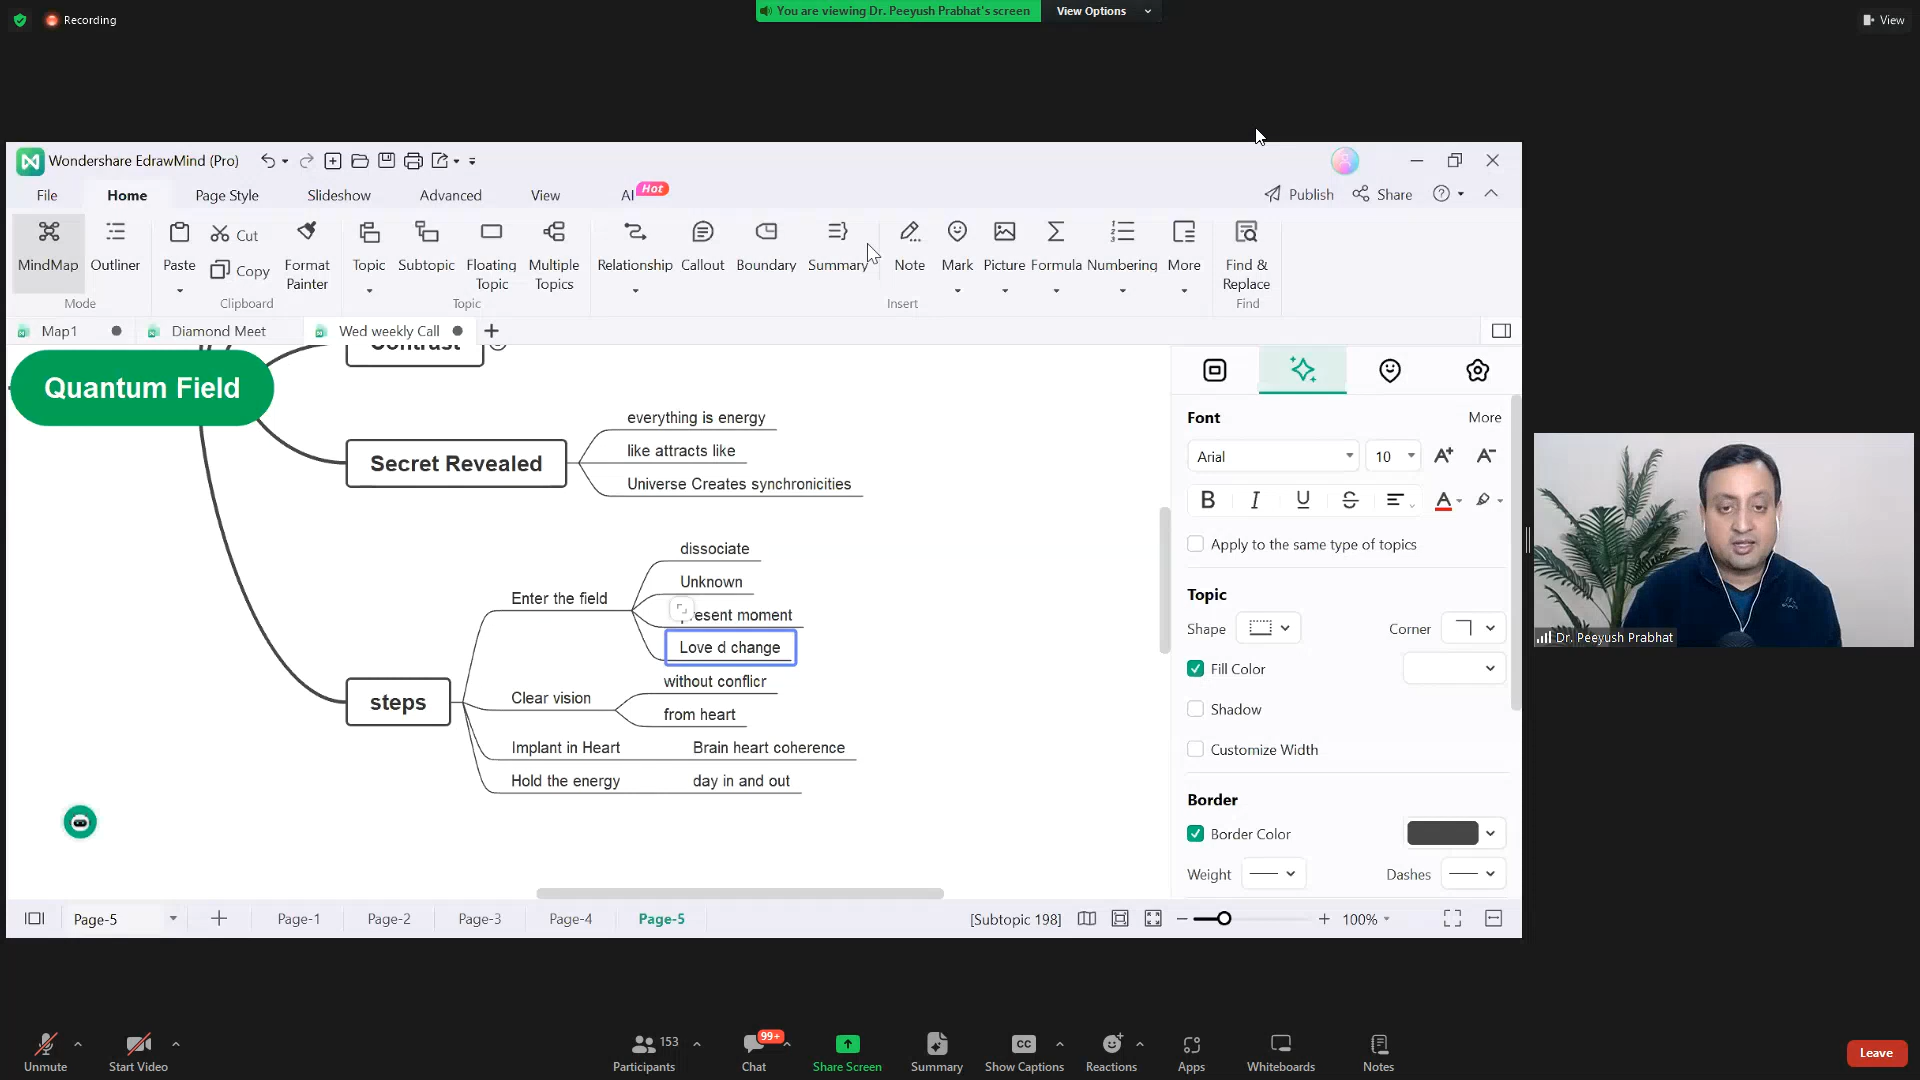 Recording
You are viewing Dr. Peeyush Prabhat's screen
View Options
View
Wondershare EdrawMind (Pro)
File
Home
Page Style
Slideshow
Advanced
View
AI
Hot
Publish
Share
MindMap
Outliner
Mode
Paste
Cut
Copy
Format
Painter
Clipboard
Topic
Subtopic
Floating
Topic
Multiple
Topics
Topic
Relationship
Callout
Boundary
Summary
Note
Mark
Picture
Formula
Numbering
More
Insert
Find &
Replace
Find
Map1
Diamond Meet
Wed weekly Call
Contrast
Quantum Field
Secret Revealed
everything is energy
like attracts like
Universe Creates synchronicities
steps
Enter the field
dissociate
Unknown
present moment
Love d change
Clear vision
without conflicr
from heart
Implant in Heart
Brain heart coherence
Hold the energy
day in and out
Font
More
Arial
10
B I U S A
Apply to the same type of topics
Topic
Shape
Corner
Fill Color
Shadow
Customize Width
Border
Border Color
Weight
Dashes
Page-5
Page-1
Page-2
Page-3
Page-4
Page-5
[Subtopic 198]
100%
Dr. Peeyush Prabhat
Unmute
Start Video
153
Participants
99+
Chat
Share Screen
Summary
CC
Show Captions
Reactions
Apps
Whiteboards
Notes
Leave